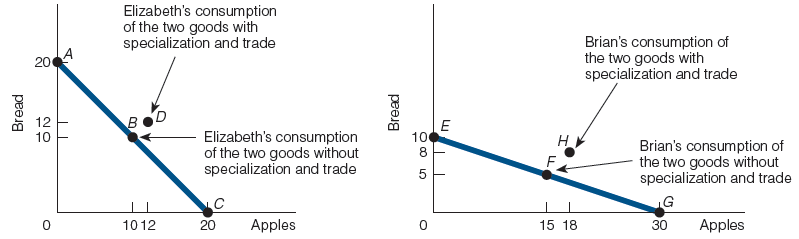 Elizabeth's consumption
of the two goods with
specialization and trade
Bread
20
A
12
10
B
D
Elizabeth's consumption
of the two goods without
specialization and trade
C
0
10 12
20
Apples
Brian's consumption of
the two goods with
specialization and trade
Bread
E
10
8
5
H
F
Brian's consumption of
the two goods without
specialization and trade
G
0
15 18
30
Apples